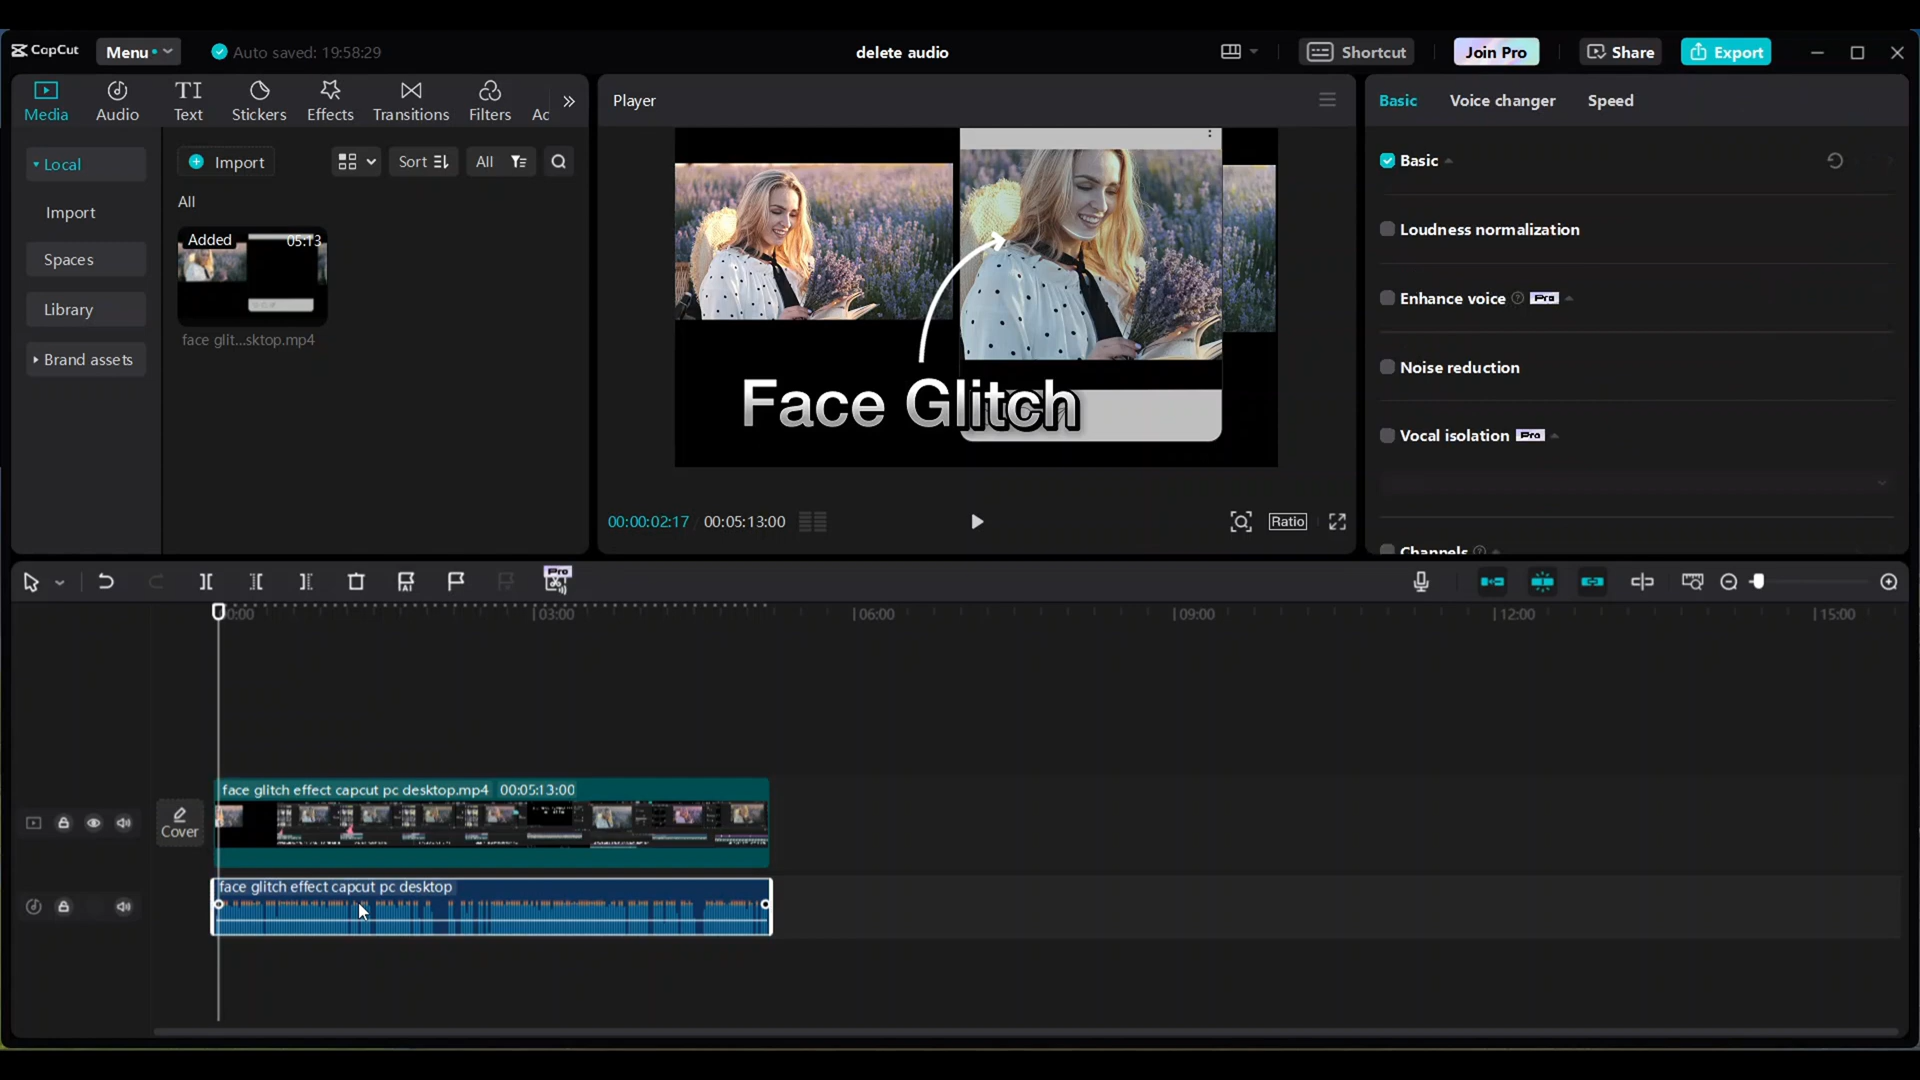 CapCut
Menu
Auto saved: 19:58:29
delete audio
Shortcut
Join Pro
Share
Export
Media
Audio
Text
Stickers
Effects
Transitions
Filters
Ac
Player
Basic
Voice changer
Speed
Local
Import
Spaces
Library
Brand assets
Import
Sort
All
All
Added
05:13
face glit...sktop.mp4
Face Glitch
00:00:02:17
00:05:13:00
Ratio
Basic
Loudness normalization
Enhance voice
Pro
Noise reduction
Vocal isolation
Pro
Channels
TI
AI
Pro
00:00
03:00
06:00
09:00
12:00
15:00
face glitch effect capcut pc desktop.mp4 00:05:13:00
Cover
face glitch effect capcut pc desktop